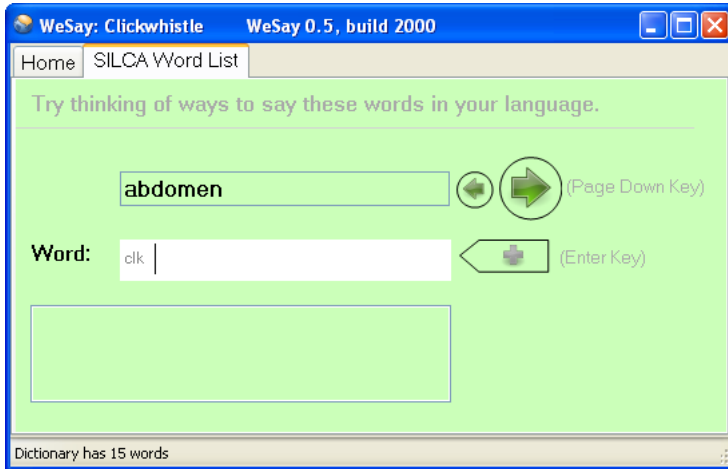 WeSay: Clickwhistle WeSay 0.5, build 2000
Home SILCA Word List
Try thinking of ways to say these words in your language.
abdomen (Page Down Key)
Word: clk (Enter Key)
Dictionary has 15 words